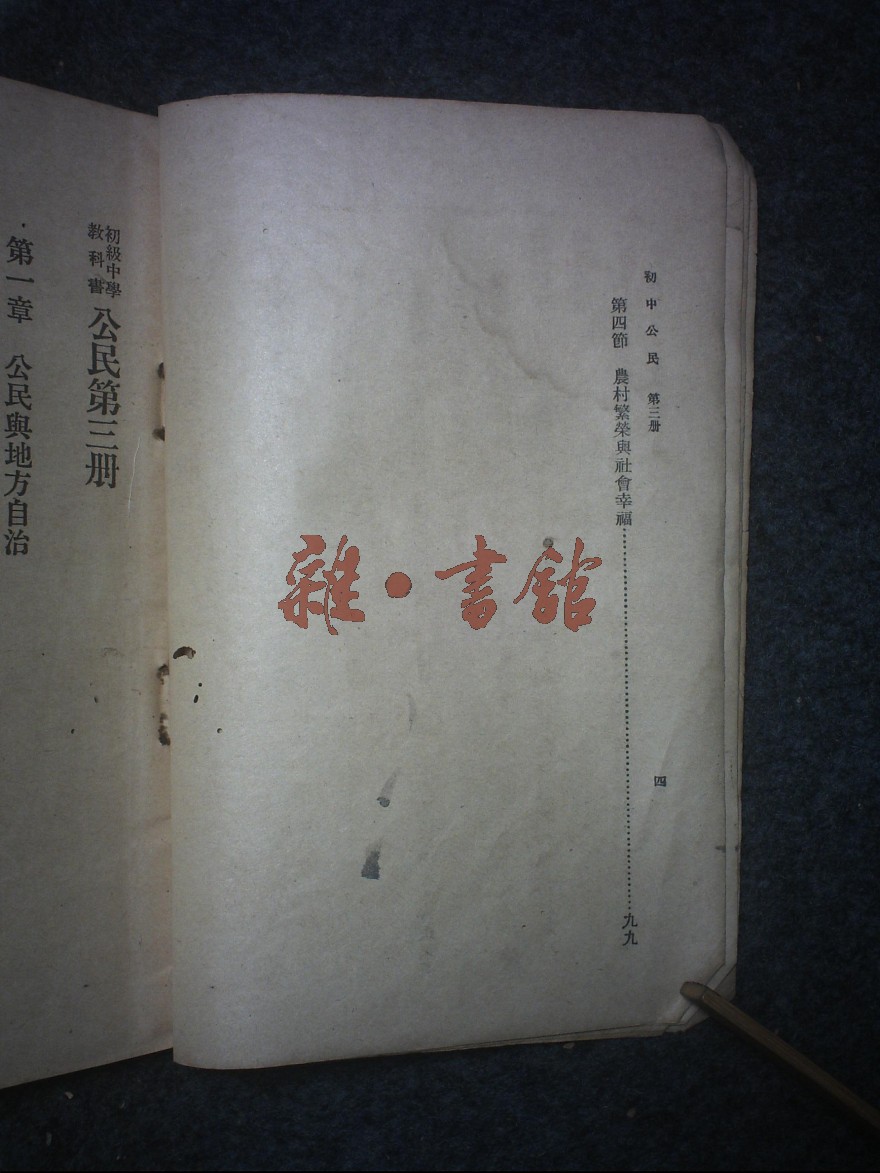 初中公民 第三册 四
第四節 農村繁榮與社會幸福……………………九九
初級中學
教科書
公民第三册
第一章 公民與地方自治
雜·書館